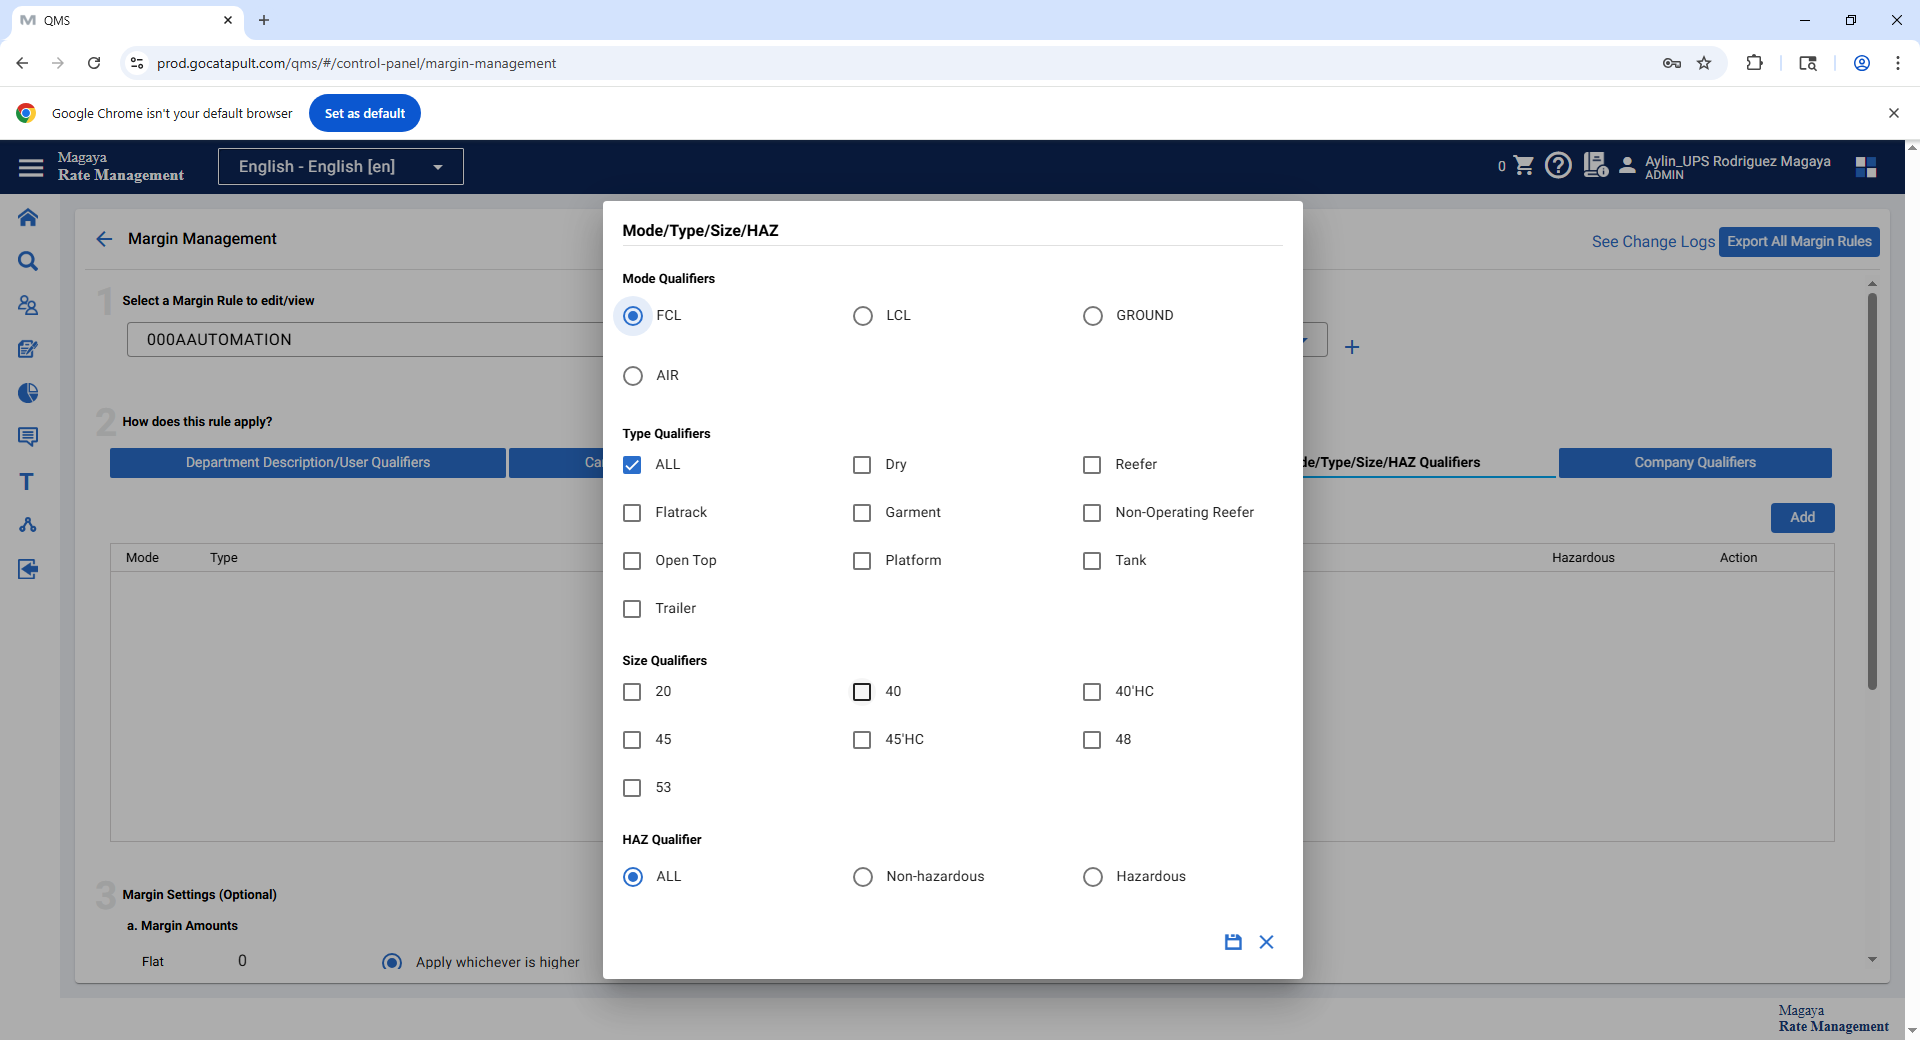 QMS
prod.gocatapult.com/qms/#/control-panel/margin-management
Google Chrome isn't your default browser
Set as default
Magaya
Rate Management
English - English [en]
0
Aylin_UPS Rodriguez Magaya
ADMIN
Margin Management
See Change Logs
Export All Margin Rules
1
Select a Margin Rule to edit/view
000AAUTOMATION
2
How does this rule apply?
Department Description/User Qualifiers
Ca
de/Type/Size/HAZ Qualifiers
Company Qualifiers
Add
Mode
Type
Hazardous
Action
3
Margin Settings (Optional)
a. Margin Amounts
Flat
0
Apply whichever is higher
Mode/Type/Size/HAZ
Mode Qualifiers
FCL
LCL
GROUND
AIR
Type Qualifiers
ALL
Dry
Reefer
Flatrack
Garment
Non-Operating Reefer
Open Top
Platform
Tank
Trailer
Size Qualifiers
20
40
40'HC
45
45'HC
48
53
HAZ Qualifier
ALL
Non-hazardous
Hazardous
Magaya
Rate Management